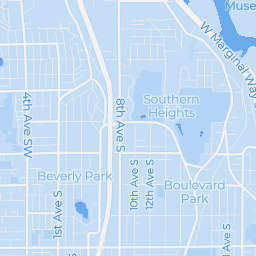 Muse
W Marginal Way S
4th Ave SW
8th Ave S
Southern
Heights
Beverly Park
1st Ave S
10th Ave S
12th Ave S
Boulevard
Park
d Ave S